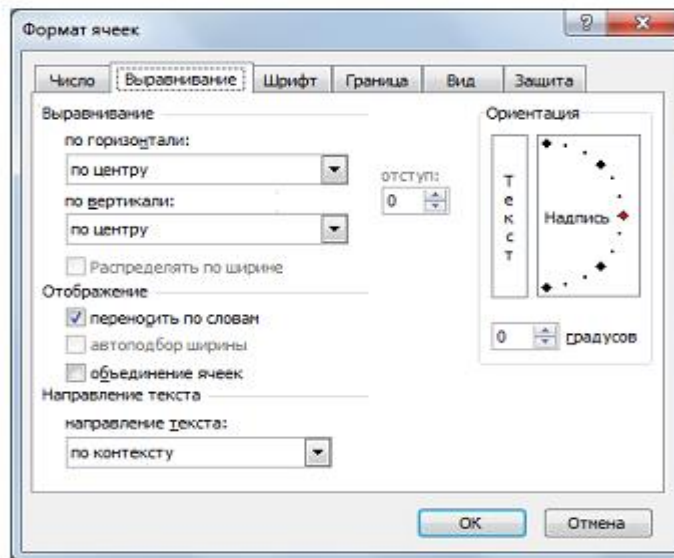 Формат ячеек
Число Выравнивание Шрифт Граница Вид Защита
Выравнивание
по горизонтали:
по центру
отступ:
0
по вертикали:
по центру
Распределять по ширине
Отображение
переносить по словам
автоподбор ширины
объединение ячеек
Направление текста
направление текста:
по контексту
Ориентация
Текст
Надпись
0 градусов
ОК Отмена